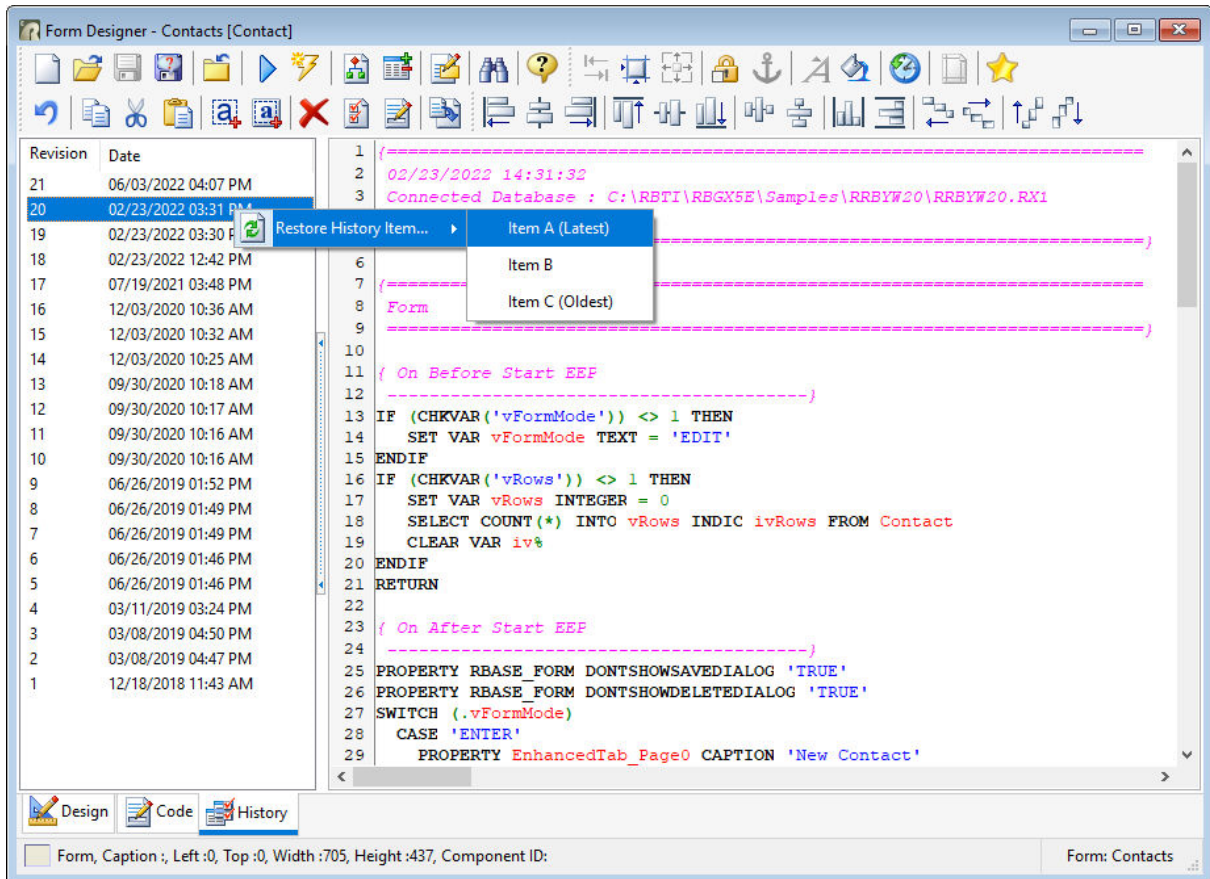 Form Designer - Contacts [Contact]
Revision Date
21 06/03/2022 04:07 PM
20 02/23/2022 03:31 PM
19 02/23/2022 03:30 P
18 02/23/2022 12:42 PM
17 07/19/2021 03:48 PM
16 12/03/2020 10:36 AM
15 12/03/2020 10:32 AM
14 12/03/2020 10:25 AM
13 09/30/2020 10:18 AM
12 09/30/2020 10:17 AM
11 09/30/2020 10:16 AM
10 09/30/2020 10:16 AM
9 06/26/2019 01:52 PM
8 06/26/2019 01:49 PM
7 06/26/2019 01:49 PM
6 06/26/2019 01:46 PM
5 06/26/2019 01:46 PM
4 03/11/2019 03:24 PM
3 03/08/2019 04:50 PM
2 03/08/2019 04:47 PM
1 12/18/2018 11:43 AM
Restore History Item...
Item A (Latest)
Item B
Item C (Oldest)
1 {===========================================================================
2 02/23/2022 14:31:32
3 Connected Database : C:\RBTI\RBGX5E\Samples\RRBYW20\RRBYW20.RX1
===========================================================================}
6
7 {===========================================================================
8 Form
9 ===========================================================================}
10
11 { On Before Start EEP
12 -----------------------------------------}
13 IF (CHKVAR('vFormMode')) <> 1 THEN
14 SET VAR vFormMode TEXT = 'EDIT'
15 ENDIF
16 IF (CHKVAR('vRows')) <> 1 THEN
17 SET VAR vRows INTEGER = 0
18 SELECT COUNT(*) INTO vRows INDIC ivRows FROM Contact
19 CLEAR VAR iv%
20 ENDIF
21 RETURN
22
23 { On After Start EEP
24 -----------------------------------------}
25 PROPERTY RBASE_FORM DONTSHOWSAVEDIALOG 'TRUE'
26 PROPERTY RBASE_FORM DONTSHOWDELETEDIALOG 'TRUE'
27 SWITCH (.vFormMode)
28 CASE 'ENTER'
29 PROPERTY EnhancedTab_Page0 CAPTION 'New Contact'
Design Code History
Form, Caption :, Left :0, Top :0, Width :705, Height :437, Component ID: Form: Contacts